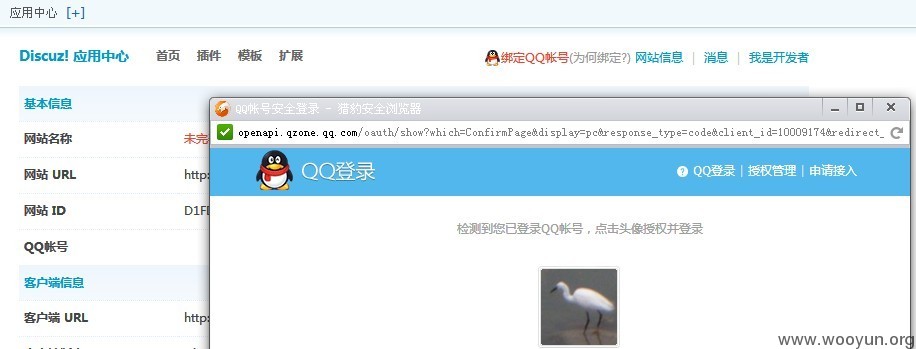 应用中心 [+]
Discuz! 应用中心 首页 插件 模板 扩展 绑定QQ帐号(为何绑定?) 网站信息 | 消息 | 我是开发者
基本信息
QQ帐号安全登录 - 猎豹安全浏览器
网站名称 未完
openapi.qzone.qq.com/oauth/show?which=ConfirmPage&display=pc&response_type=code&client_id=10009174&redirect_
网站 URL http:
QQ登录 QQ登录 | 授权管理 | 申请接入
网站 ID D1FD
检测到您已登录QQ帐号，点击头像授权并登录
QQ帐号
客户端信息
客户端 URL http:
www.wooyun.org